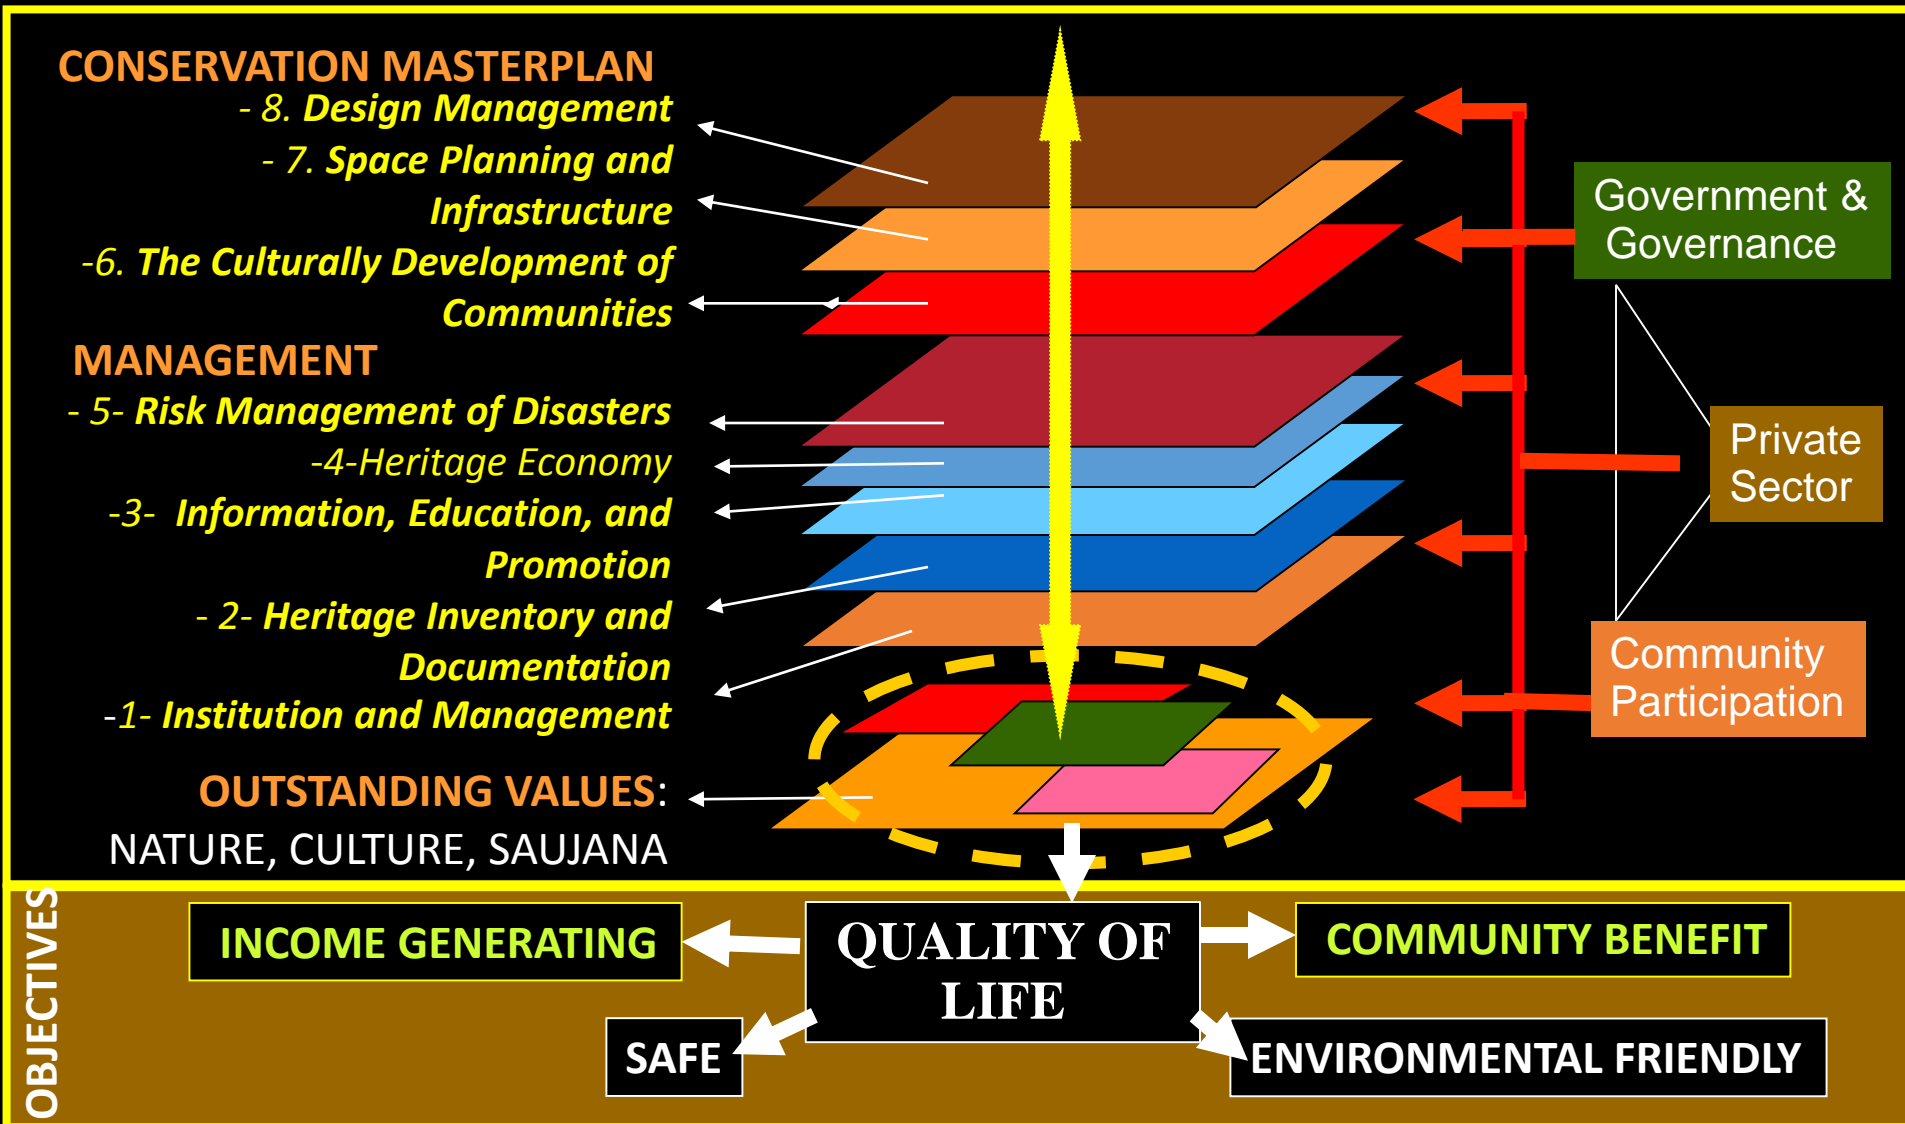 CONSERVATION MASTERPLAN
- 8. Design Management
- 7. Space Planning and
Infrastructure
-6. The Culturally Development of
Communities
MANAGEMENT
- 5- Risk Management of Disasters
-4-Heritage Economy
-3- Information, Education, and
Promotion
- 2- Heritage Inventory and
Documentation
-1- Institution and Management
OUTSTANDING VALUES:
NATURE, CULTURE, SAUJANA
Government &
Governance
Private
Sector
Community
Participation
OBJECTIVES
INCOME GENERATING
QUALITY OF
LIFE
COMMUNITY BENEFIT
SAFE
ENVIRONMENTAL FRIENDLY